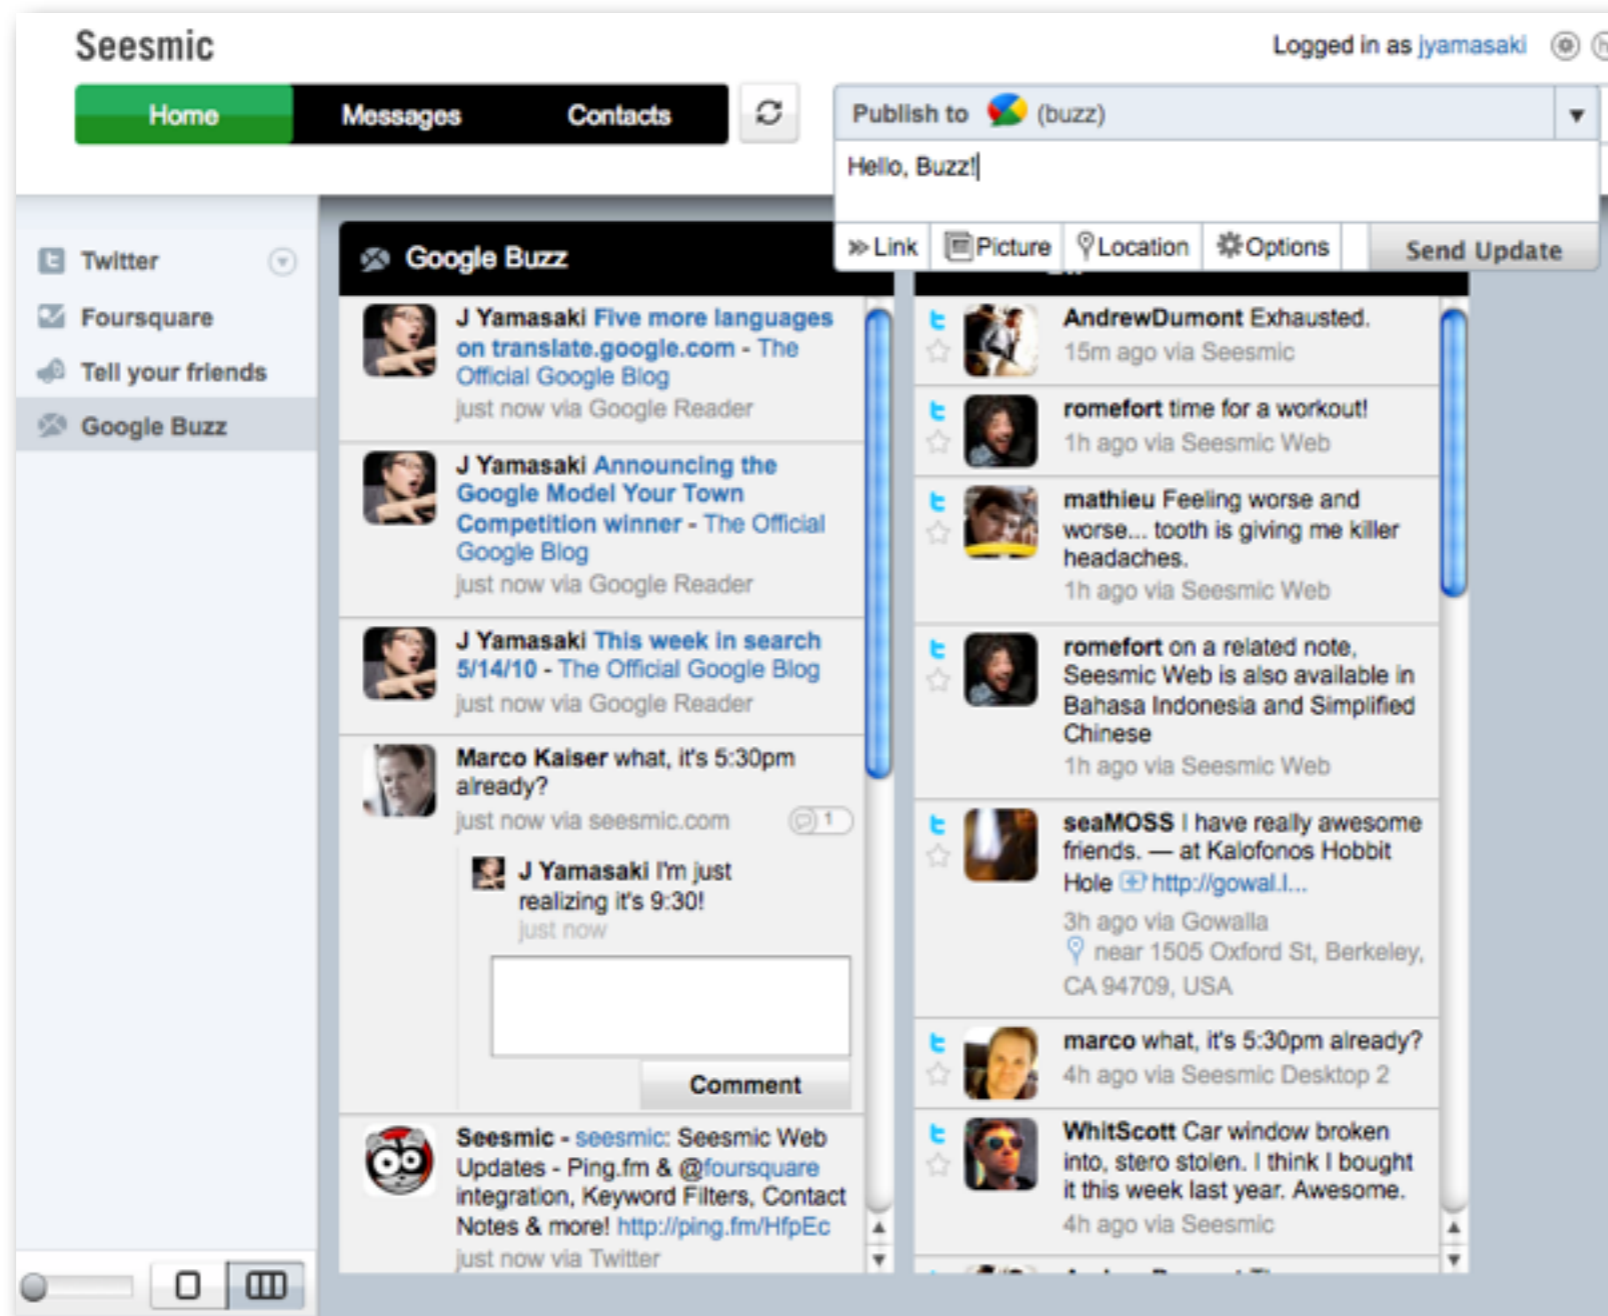 Seesmic
Logged in as jyamasaki
Home
Messages
Contacts
Publish to (buzz)
Hello, Buzz!
Link
Picture
Location
Options
Send Update
Twitter
Foursquare
Tell your friends
Google Buzz
Google Buzz
J Yamasaki Five more languages
on translate.google.com - The
Official Google Blog
just now via Google Reader
J Yamasaki Announcing the
Google Model Your Town
Competition winner - The Official
Google Blog
just now via Google Reader
J Yamasaki This week in search
5/14/10 - The Official Google Blog
just now via Google Reader
Marco Kaiser what, it's 5:30pm
already?
just now via seesmic.com
1
J Yamasaki I'm just
realizing it's 9:30!
just now
Comment
Seesmic - seesmic: Seesmic Web
Updates - Ping.fm & @foursquare
integration, Keyword Filters, Contact
Notes & more! http://ping.fm/HfpEc
just now via Twitter
AndrewDumont Exhausted.
15m ago via Seesmic
romefort time for a workout!
1h ago via Seesmic Web
mathieu Feeling worse and
worse... tooth is giving me killer
headaches.
1h ago via Seesmic Web
romefort on a related note,
Seesmic Web is also available in
Bahasa Indonesia and Simplified
Chinese
1h ago via Seesmic Web
seaMOSS I have really awesome
friends. — at Kalofonos Hobbit
Hole http://gowal.l...
3h ago via Gowalla
near 1505 Oxford St, Berkeley,
CA 94709, USA
marco what, it's 5:30pm already?
4h ago via Seesmic Desktop 2
WhitScott Car window broken
into, stero stolen. I think I bought
it this week last year. Awesome.
4h ago via Seesmic